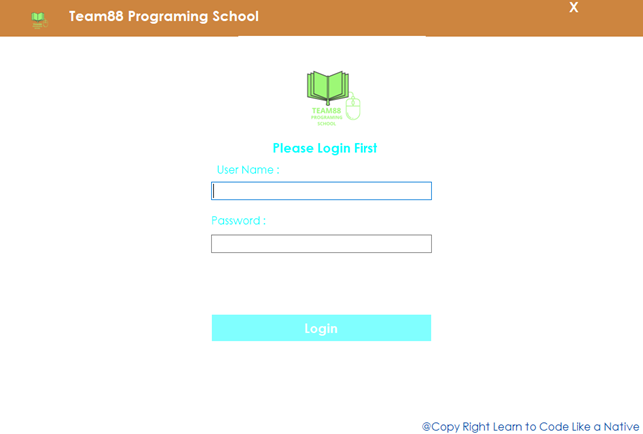 Team88 Programing School
X
TEAM88
PROGRAMING
SCHOOL
Please Login First
User Name :
Password :
Login
@Copy Right Learn to Code Like a Native